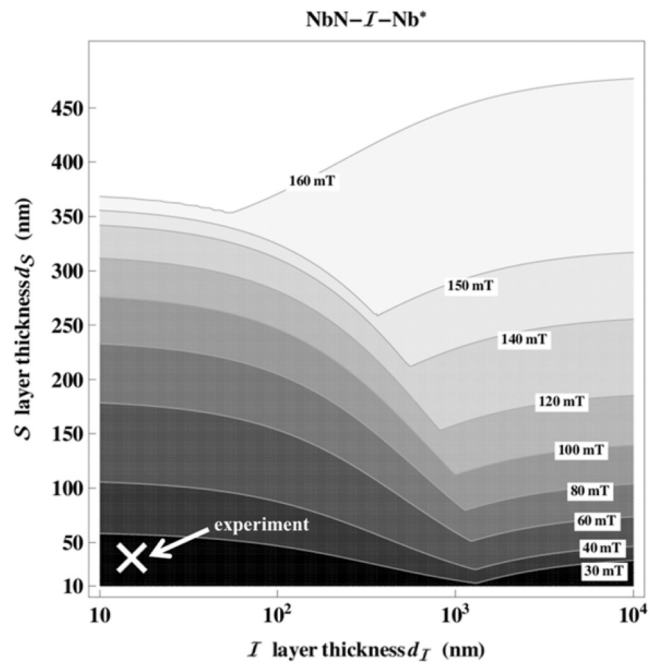 NbN–𝓘–Nb*
450
400
350
300
250
200
150
100
50
10
𝓢 layer thickness d𝓢 (nm)
160 mT
150 mT
140 mT
120 mT
100 mT
80 mT
60 mT
40 mT
30 mT
experiment
10
10²
10³
10⁴
𝓘 layer thickness d𝓘 (nm)